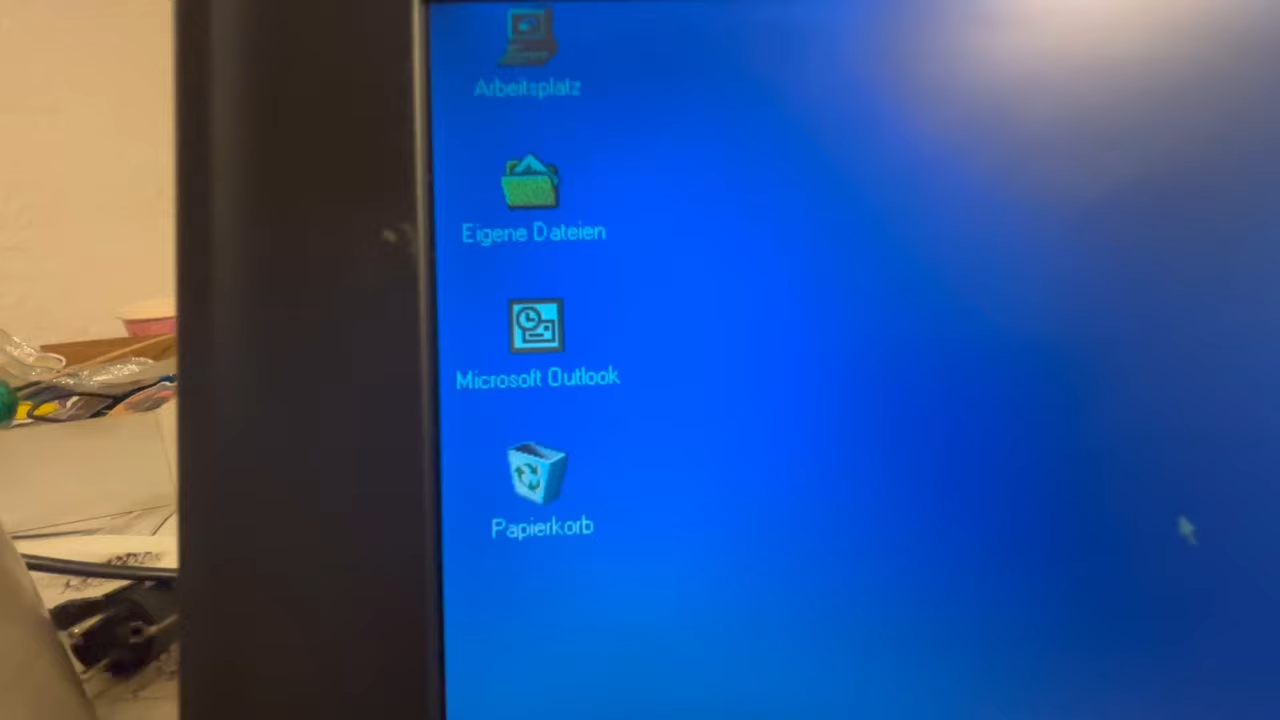 Arbeitsplatz
Eigene Dateien
Microsoft Outlook
Papierkorb